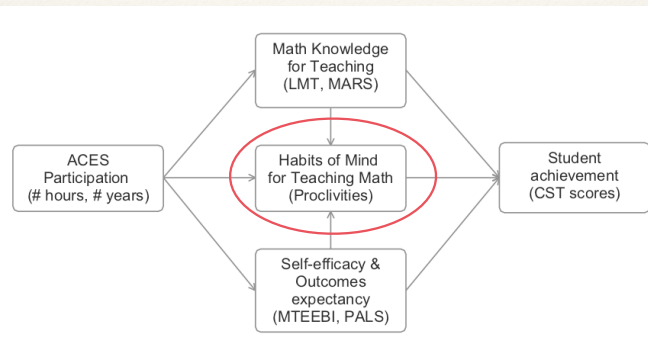 Math Knowledge
for Teaching
(LMT, MARS)
ACES
Participation
(# hours, # years)
Habits of Mind
for Teaching Math
(Proclivities)
Student
achievement
(CST scores)
Self-efficacy &
Outcomes
expectancy
(MTEEBI, PALS)